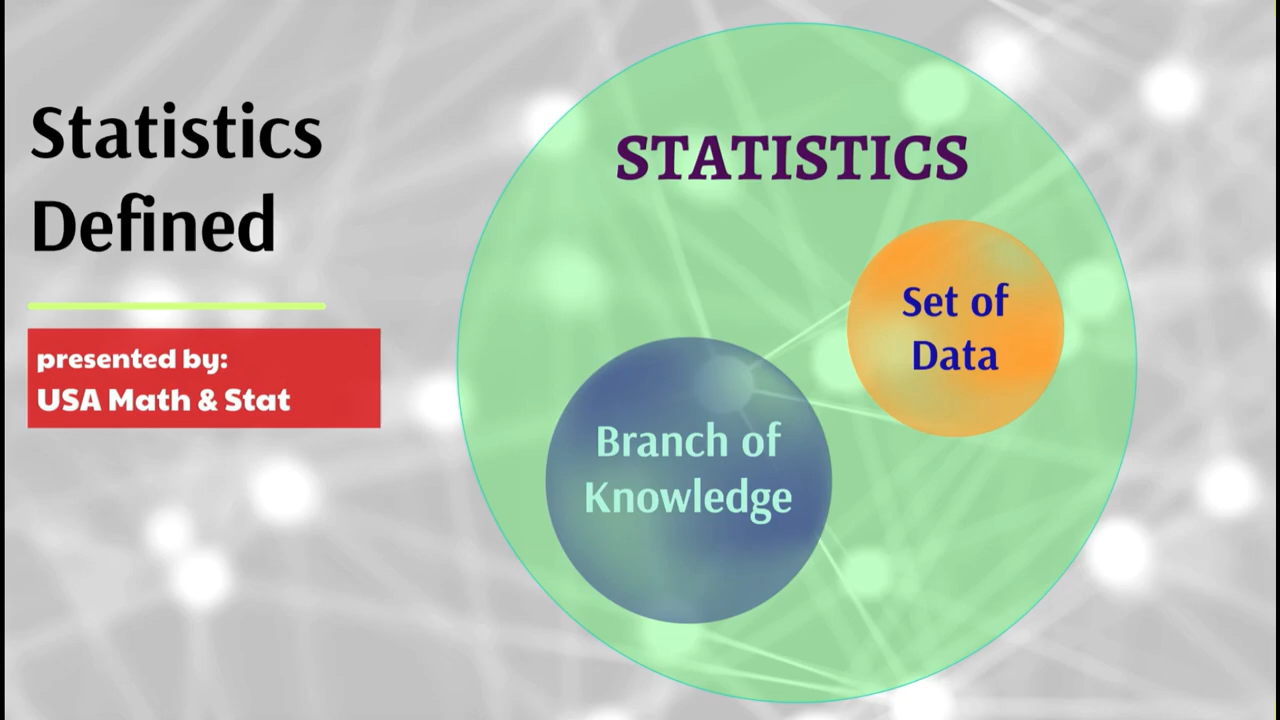 Statistics
Defined
presented by:
USA Math & Stat
STATISTICS
Set of
Data
Branch of
Knowledge